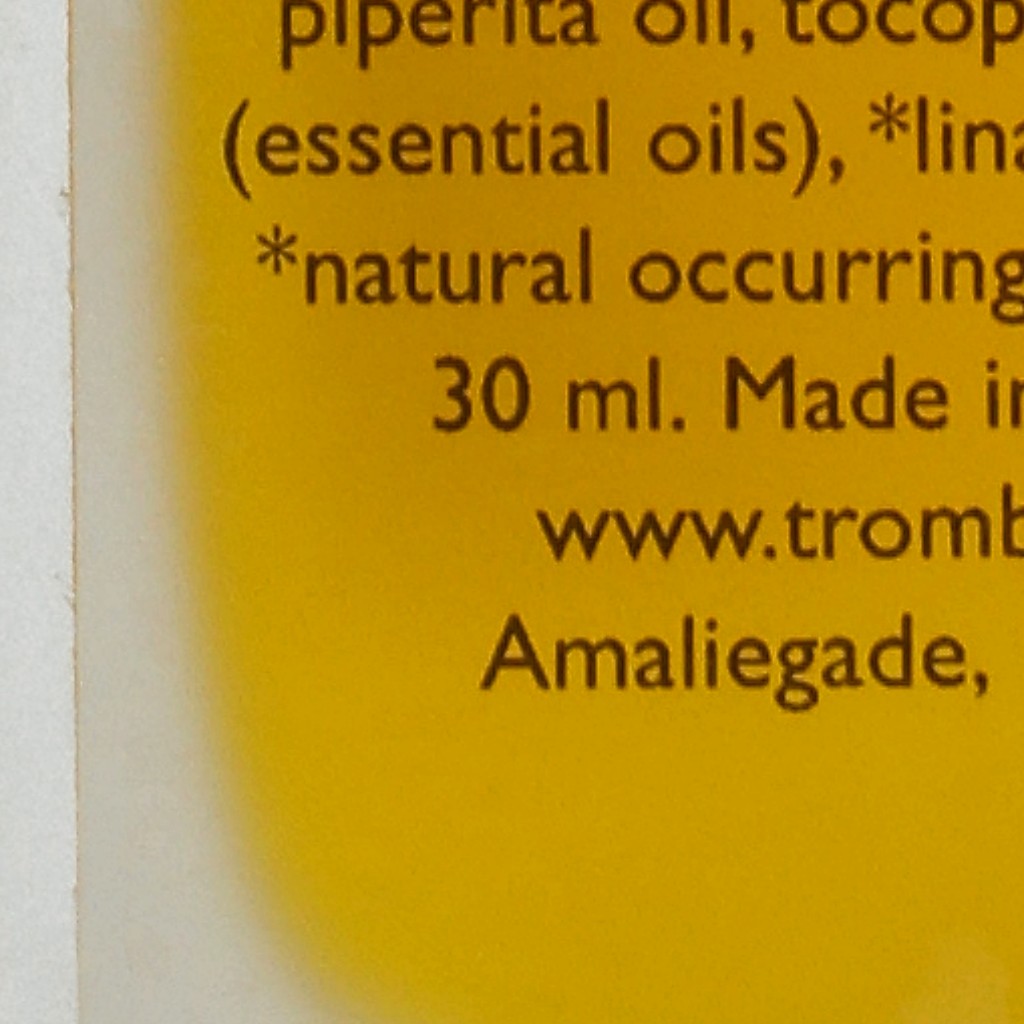 piperita oil, tocop
(essential oils), *lina
*natural occurring
30 ml. Made in
www.tromb
Amaliegade,